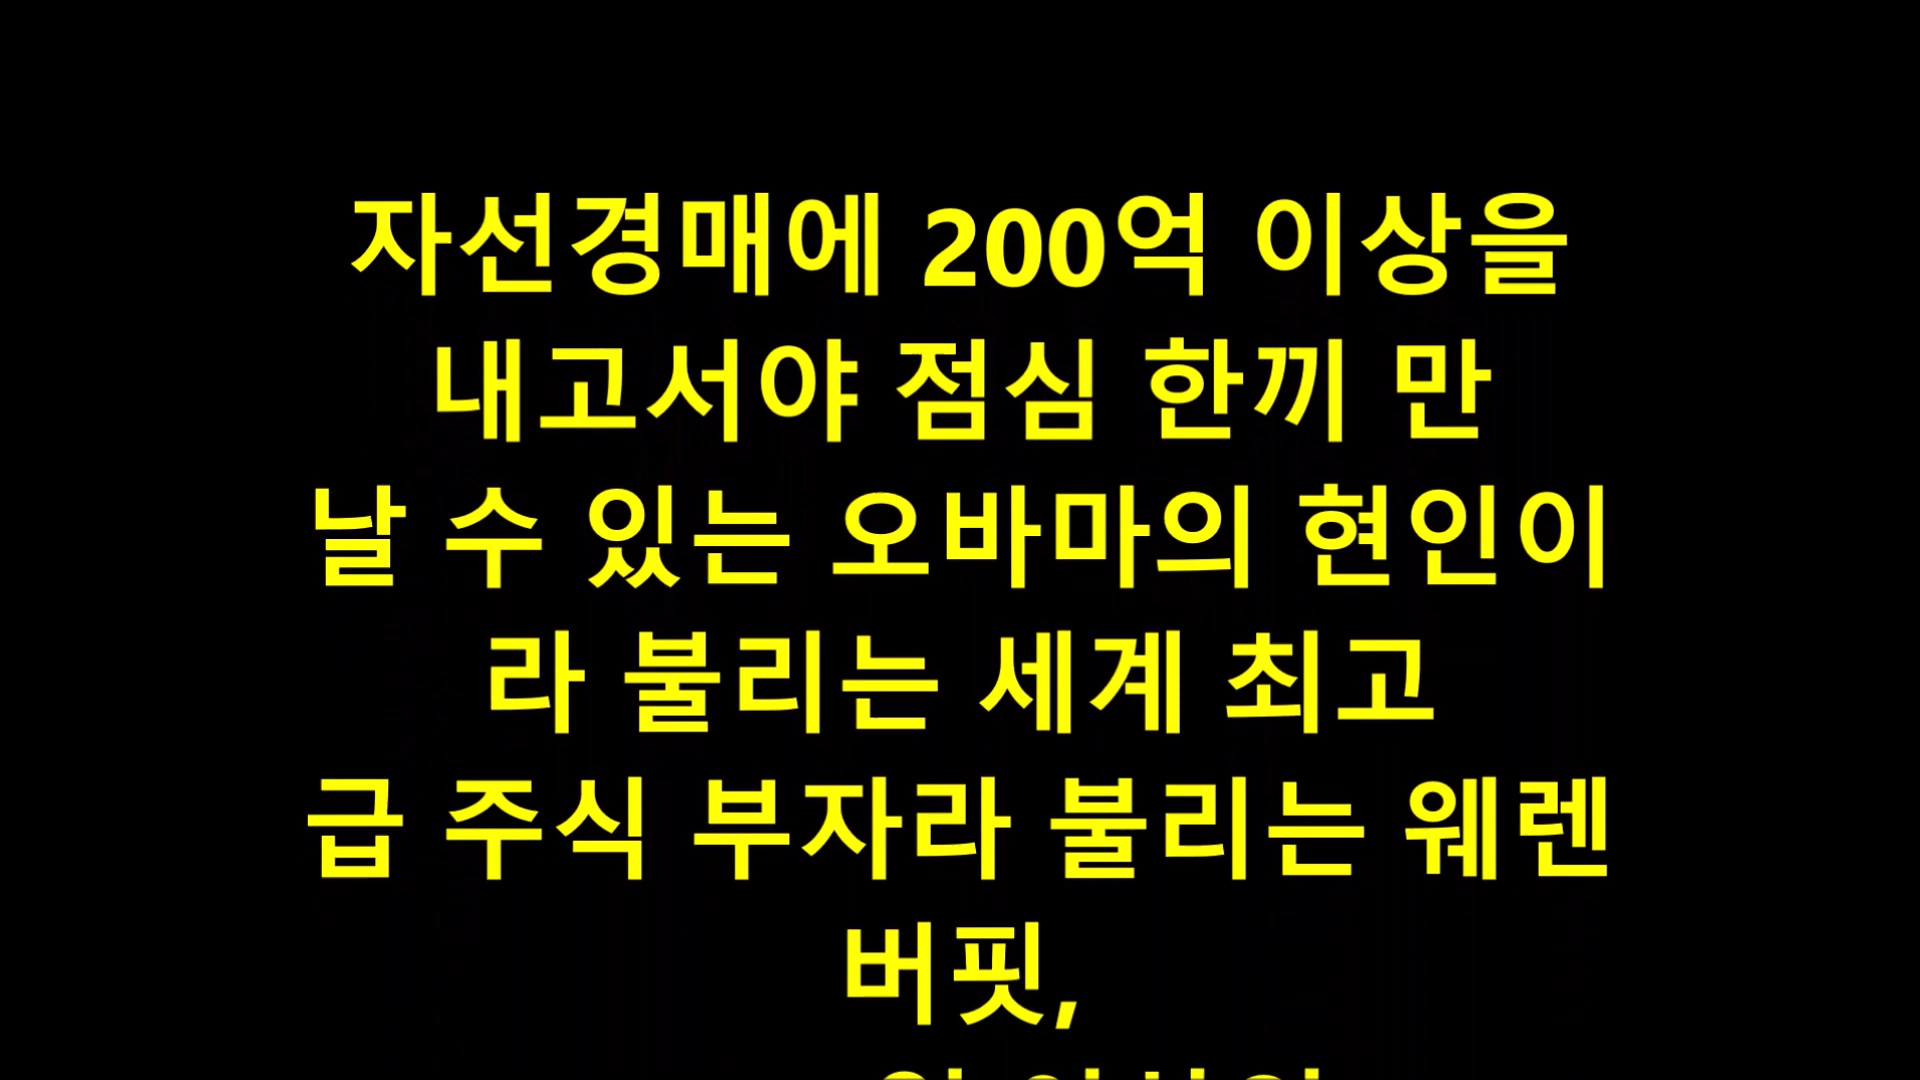 자선경매에 200억 이상을
내고서야 점심 한끼 만
날 수 있는 오바마의 현인이
라 불리는 세계 최고
급 주식 부자라 불리는 웨렌
버핏,